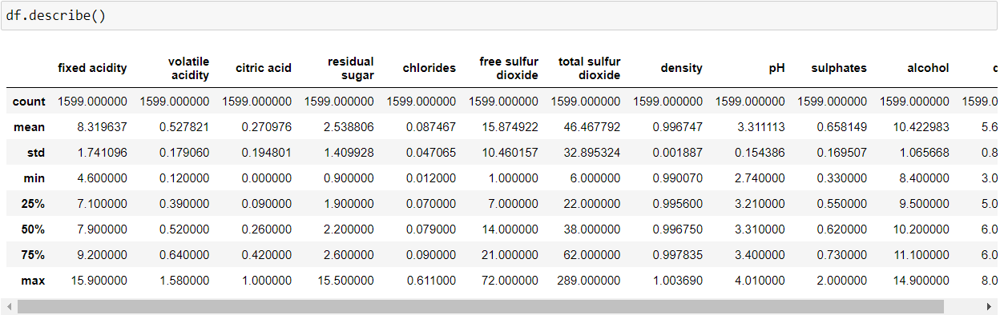 df.describe()
fixed acidity volatile acidity citric acid residual sugar chlorides free sulfur dioxide total sulfur dioxide density pH sulphates alcohol
count 1599.000000 1599.000000 1599.000000 1599.000000 1599.000000 1599.000000 1599.000000 1599.000000 1599.000000 1599.000000 1599.000000 1599.0
mean 8.319637 0.527821 0.270976 2.538806 0.087467 15.874922 46.467792 0.996747 3.311113 0.658149 10.422983 5.6
std 1.741096 0.179060 0.194801 1.409928 0.047065 10.460157 32.895324 0.001887 0.154386 0.169507 1.065668 0.8
min 4.600000 0.120000 0.000000 0.900000 0.012000 1.000000 6.000000 0.990070 2.740000 0.330000 8.400000 3.0
25% 7.100000 0.390000 0.090000 1.900000 0.070000 7.000000 22.000000 0.995600 3.210000 0.550000 9.500000 5.0
50% 7.900000 0.520000 0.260000 2.200000 0.079000 14.000000 38.000000 0.996750 3.310000 0.620000 10.200000 6.0
75% 9.200000 0.640000 0.420000 2.600000 0.090000 21.000000 62.000000 0.997835 3.400000 0.730000 11.100000 6.0
max 15.900000 1.580000 1.000000 15.500000 0.611000 72.000000 289.000000 1.003690 4.010000 2.000000 14.900000 8.0